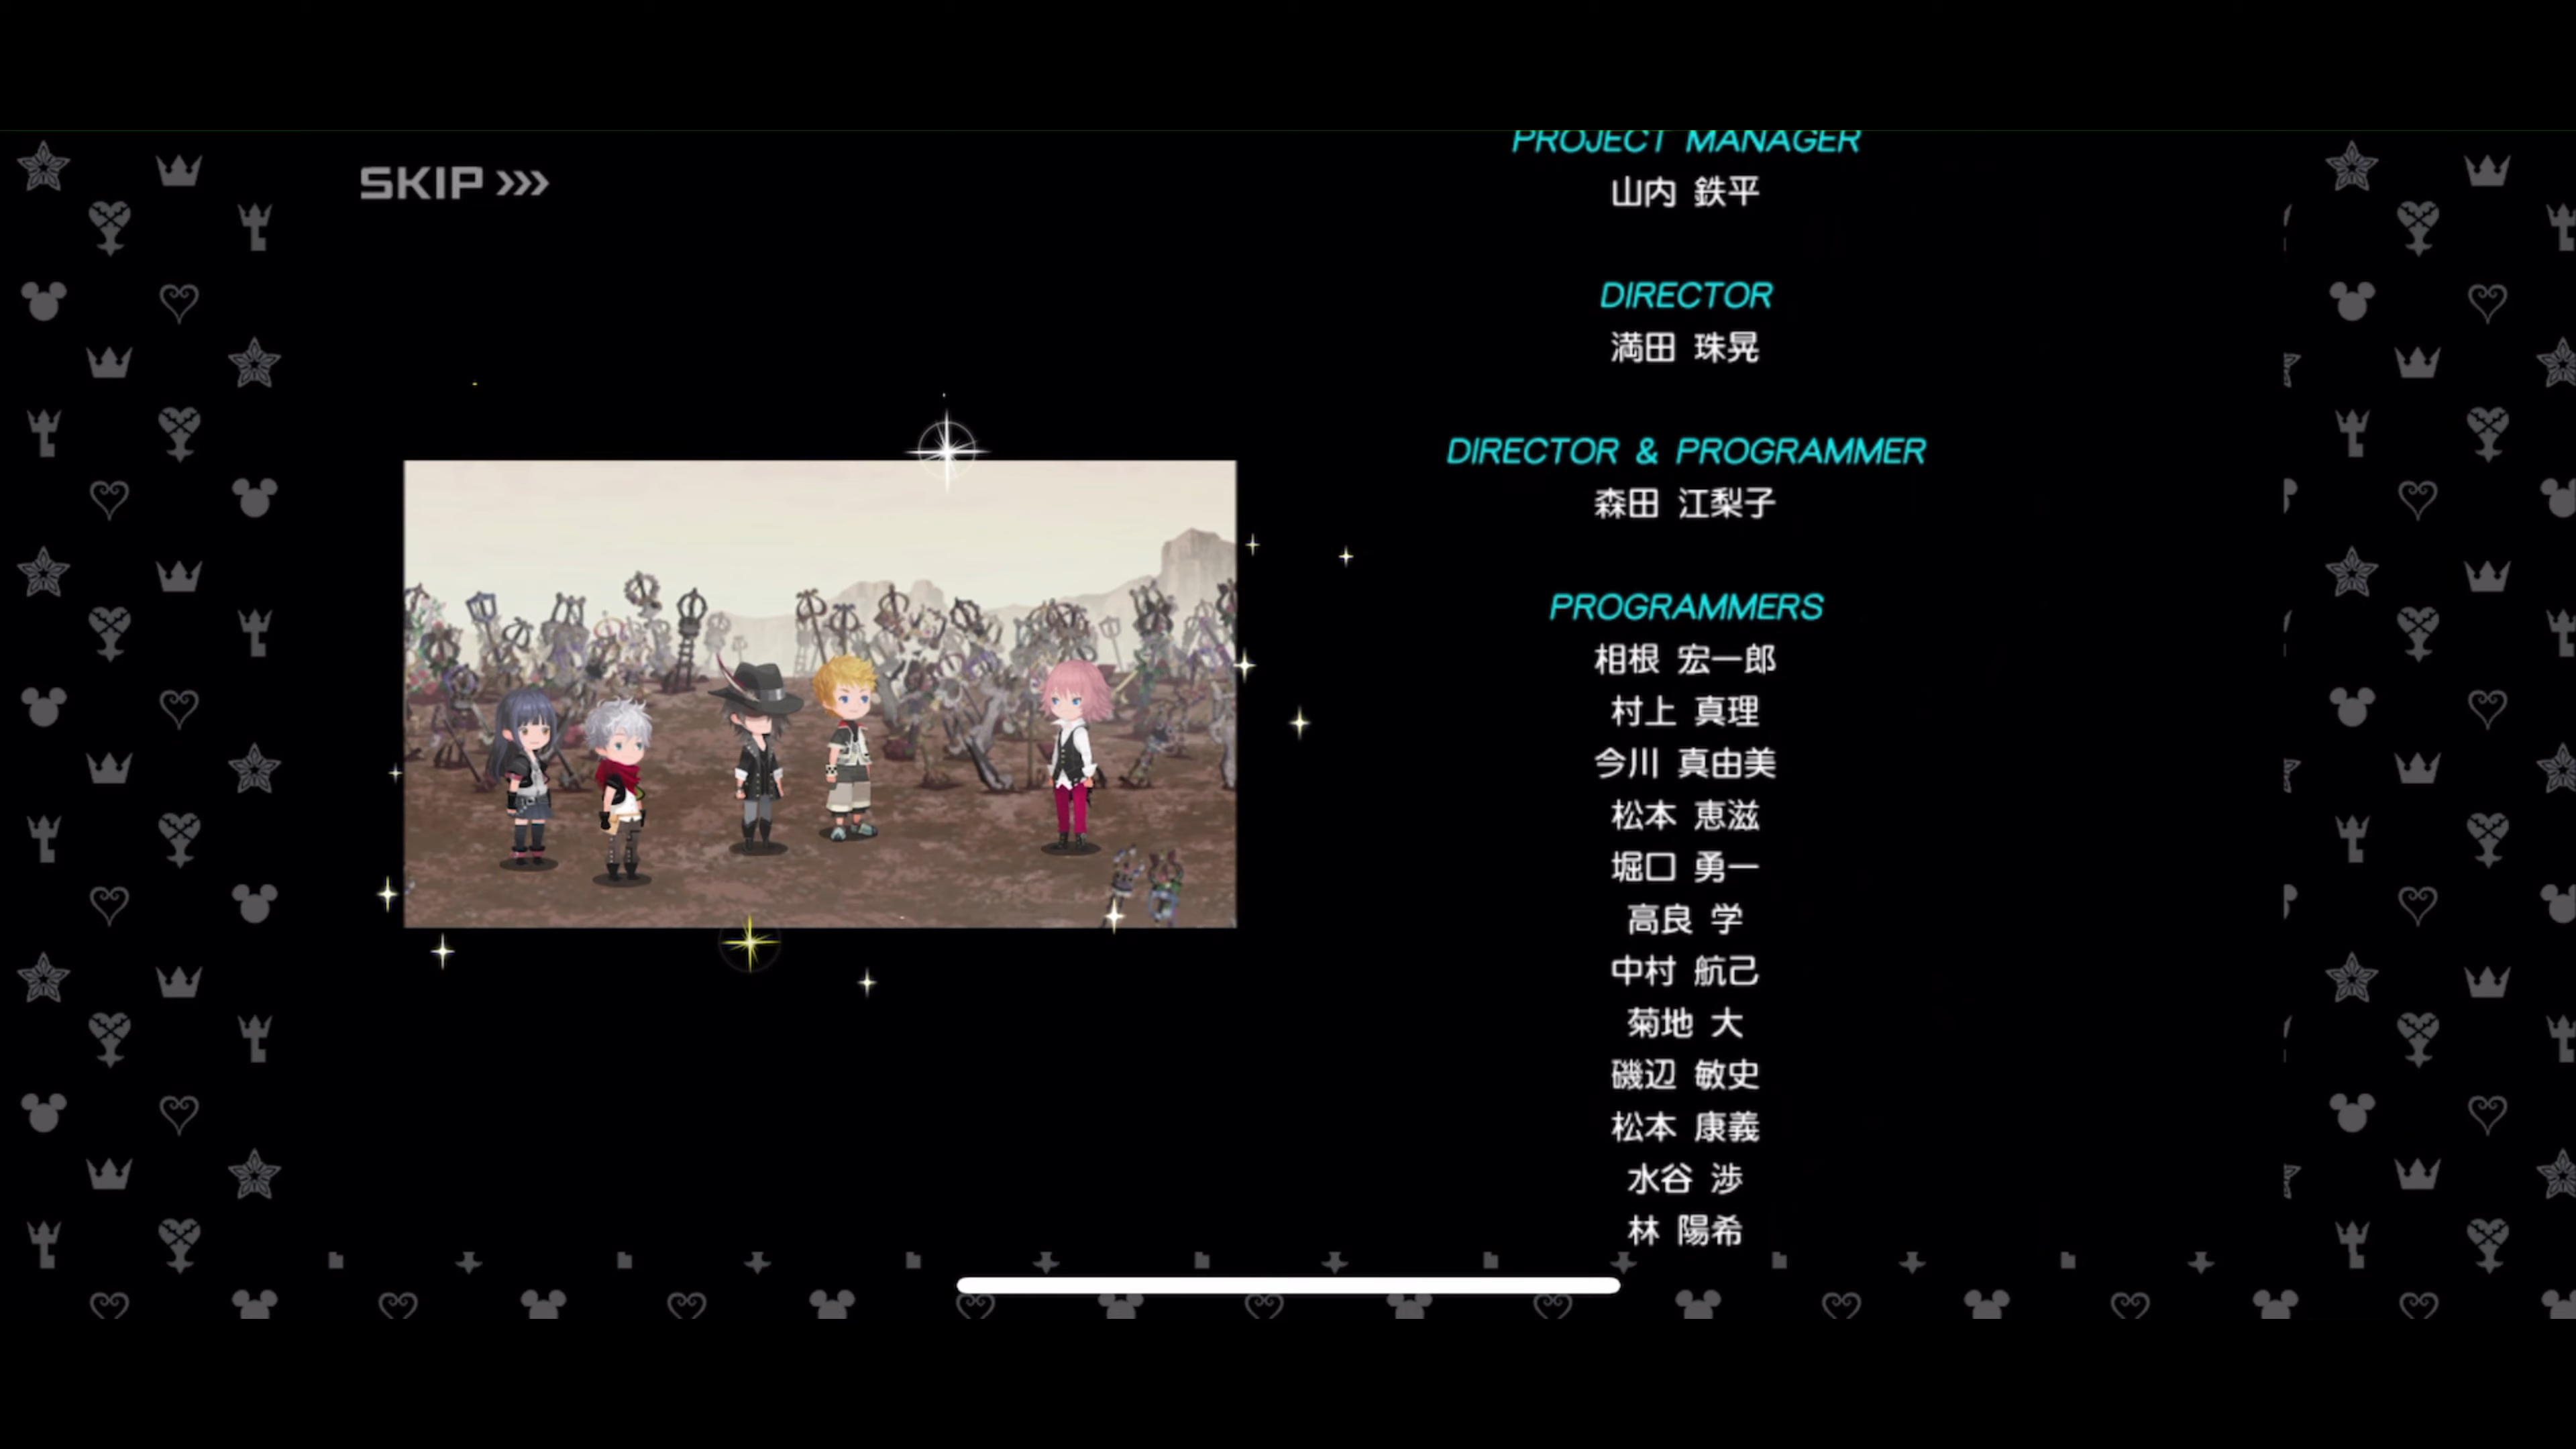 SKIP
PROJECT MANAGER
山内 鉄平
DIRECTOR
満田 珠晃
DIRECTOR & PROGRAMMER
森田 江梨子
PROGRAMMERS
相根 宏一郎
村上 真理
今川 真由美
松本 恵滋
堀口 勇一
高良 学
中村 航己
菊地 大
磯辺 敏史
松本 康義
水谷 渉
林 陽希